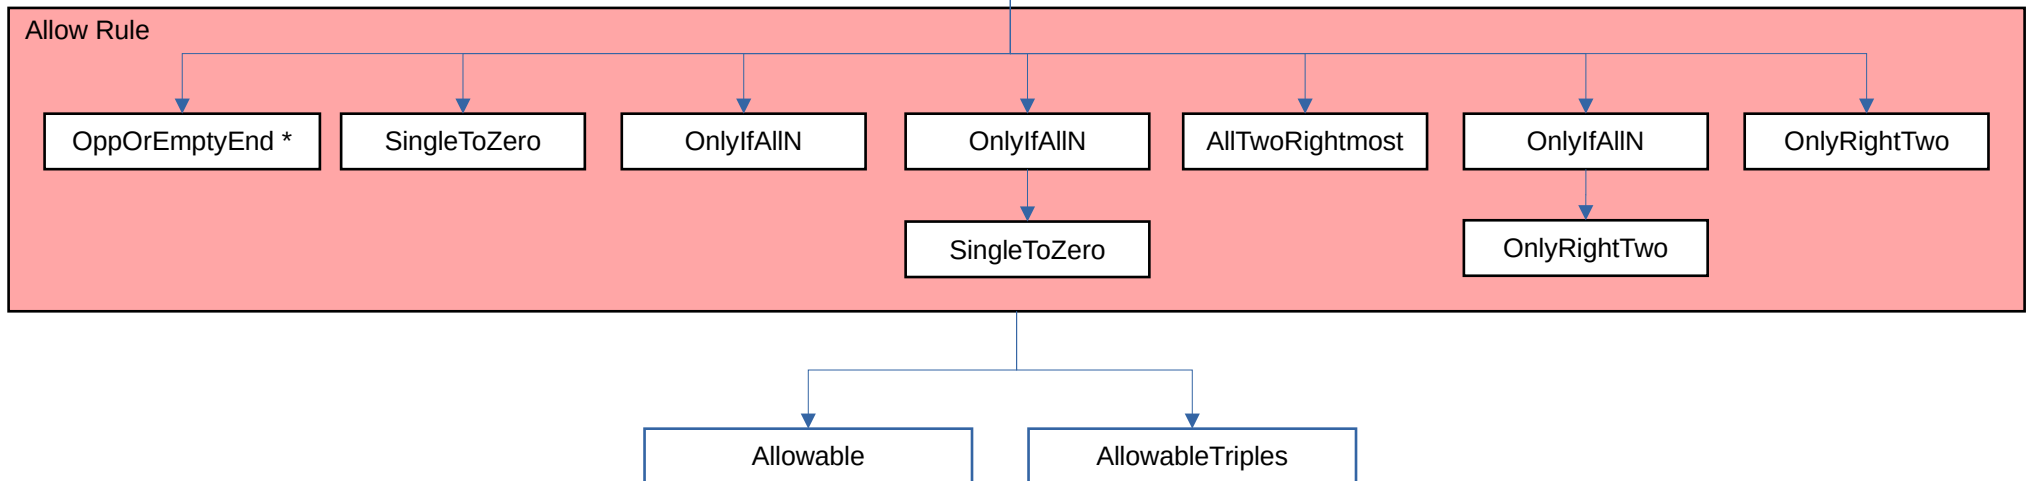 Allow Rule
OppOrEmptyEnd *
SingleToZero
OnlyIfAllN
OnlyIfAllN
AllTwoRightmost
OnlyIfAllN
OnlyRightTwo
SingleToZero
OnlyRightTwo
Allowable
AllowableTriples